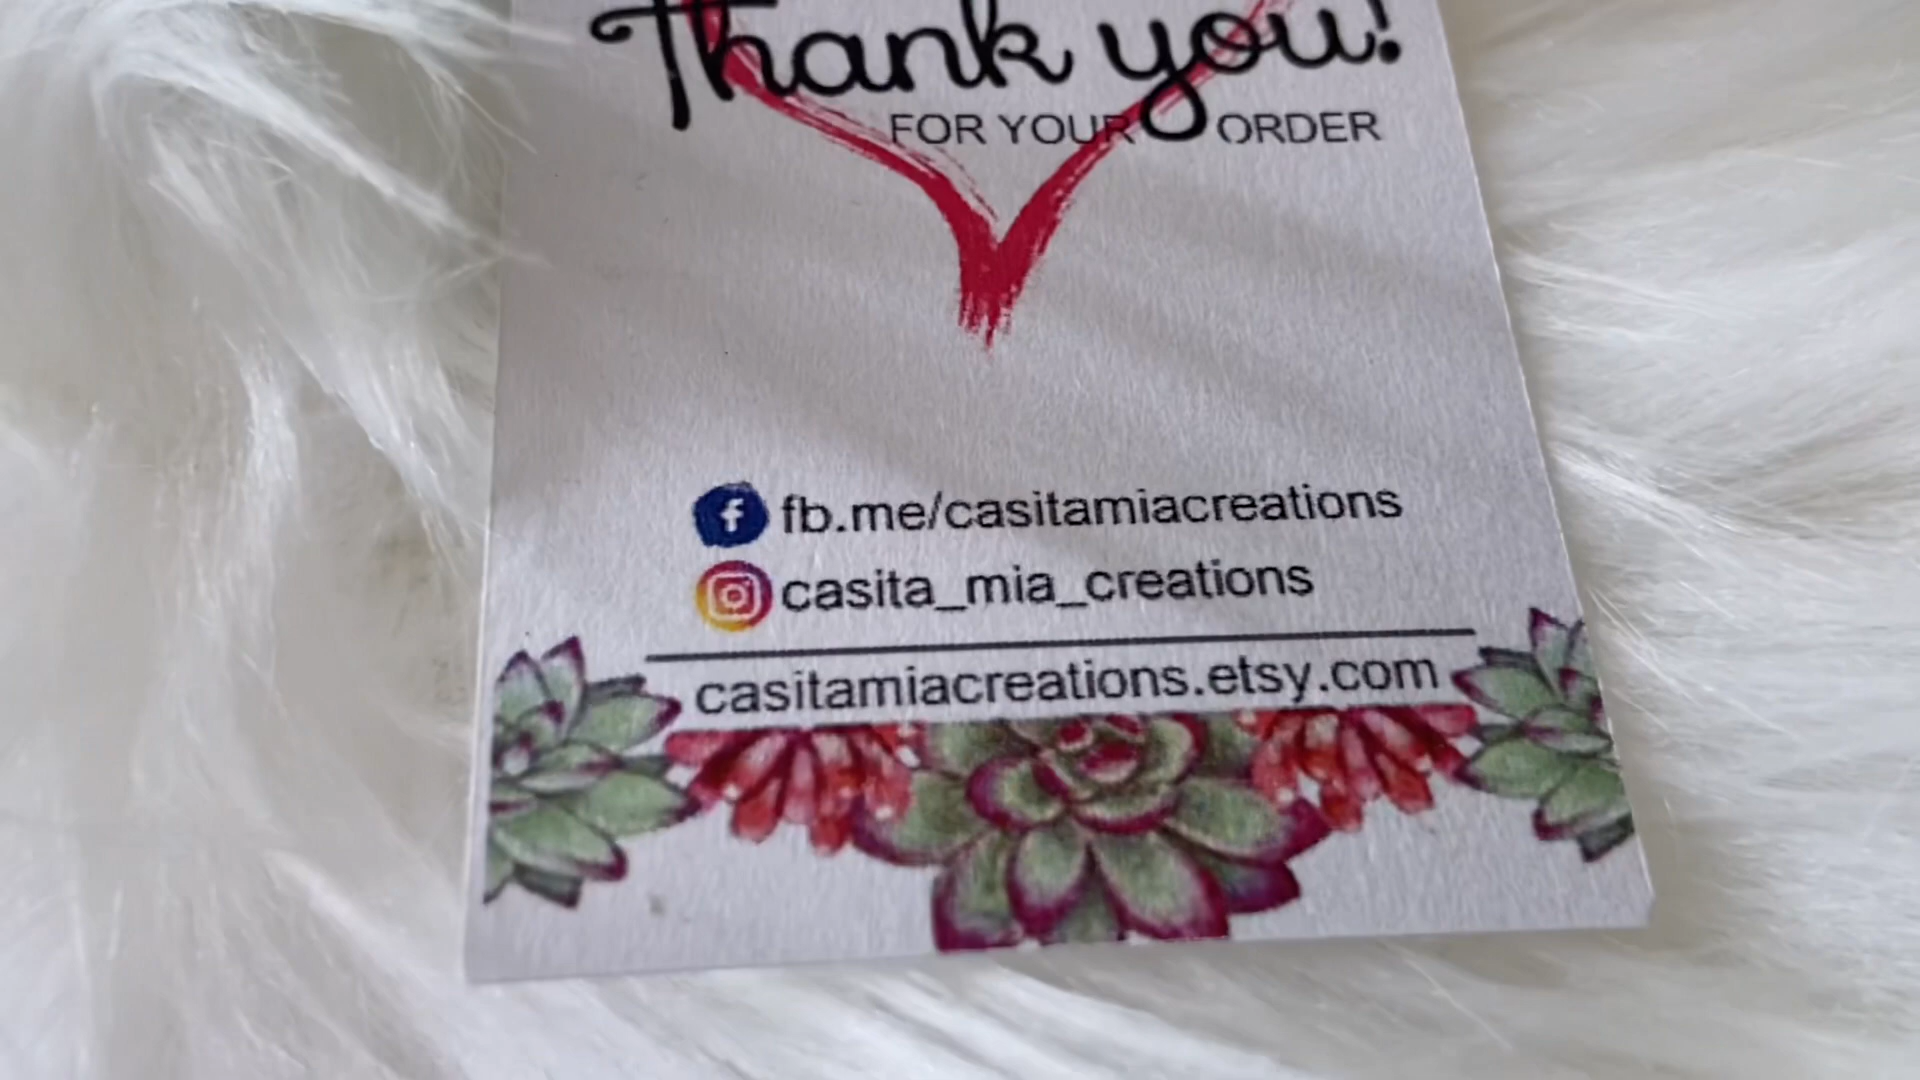 Thank you!
FOR YOUR ORDER
fb.me/casitamiacreations
casita_mia_creations
casitamiacreations.etsy.com